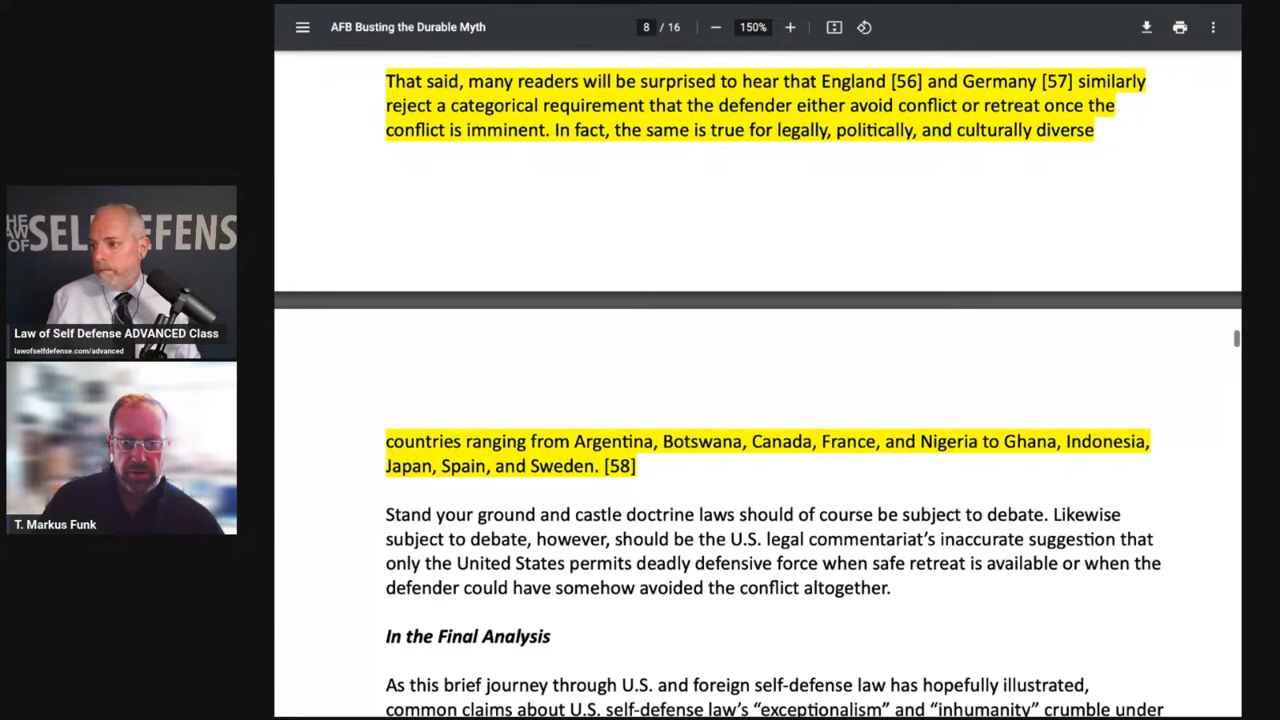 AFB Busting the Durable Myth
8 / 16
150%
That said, many readers will be surprised to hear that England [56] and Germany [57] similarly
reject a categorical requirement that the defender either avoid conflict or retreat once the
conflict is imminent. In fact, the same is true for legally, politically, and culturally diverse
HE
AW
OF
SEL DEFENS
Law of Self Defense ADVANCED Class
lawofselfdefense.com/advanced
T. Markus Funk
countries ranging from Argentina, Botswana, Canada, France, and Nigeria to Ghana, Indonesia,
Japan, Spain, and Sweden. [58]
Stand your ground and castle doctrine laws should of course be subject to debate. Likewise
subject to debate, however, should be the U.S. legal commentariat’s inaccurate suggestion that
only the United States permits deadly defensive force when safe retreat is available or when the
defender could have somehow avoided the conflict altogether.
In the Final Analysis
As this brief journey through U.S. and foreign self-defense law has hopefully illustrated,
common claims about U.S. self-defense law’s “exceptionalism” and “inhumanity” crumble under